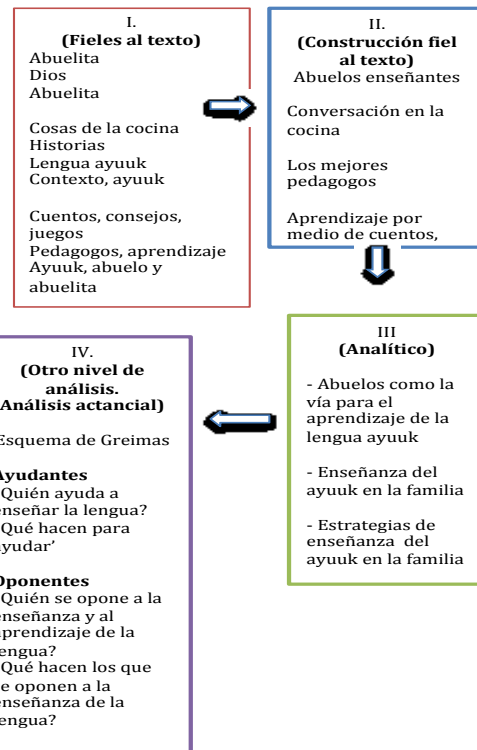 I.
(Fieles al texto)
Abuelita
Dios
Abuelita
Cosas de la cocina
Historias
Lengua ayuuk
Contexto, ayuuk
Cuentos, consejos,
juegos
Pedagogos, aprendizaje
Ayuuk, abuelo y
abuelita
II.
(Construcción fiel
al texto)
Abuelos enseñantes
Conversación en la
cocina
Los mejores
pedagogos
Aprendizaje por
medio de cuentos,
III
(Analítico)
- Abuelos como la
vía para el
aprendizaje de la
lengua ayuuk
- Enseñanza del
ayuuk en la familia
- Estrategias de
enseñanza del
ayuuk en la familia
IV.
(Otro nivel de
análisis.
Análisis actancial)
Esquema de Greimas
Ayudantes
Quién ayuda a
enseñar la lengua?
Qué hacen para
ayudar’
Oponentes
Quién se opone a la
enseñanza y al
aprendizaje de la
lengua?
Qué hacen los que
se oponen a la
enseñanza de la
lengua?